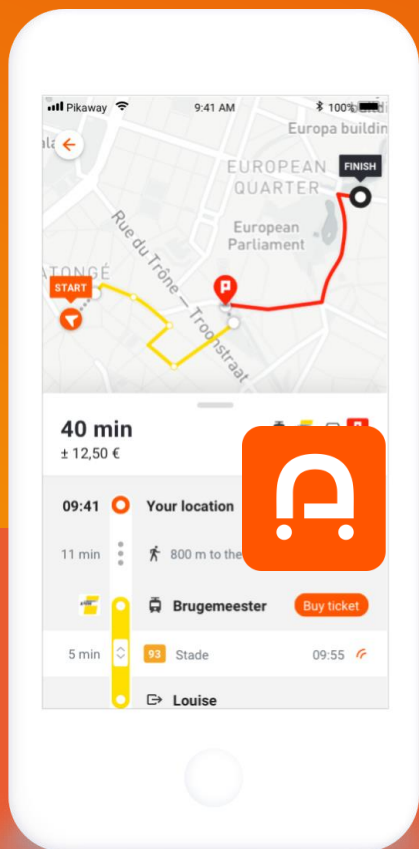 Pikaway
9:41 AM
100%
Europa buildin
EUROPEAN
QUARTER
FINISH
European
Parliament
Rue du Trône — Troonstraat
ATONGÉ
START
40 min
± 12,50 €
09:41 Your location
11 min 800 m to the
Brugemeester Buy ticket
5 min 93 Stade 09:55
Louise